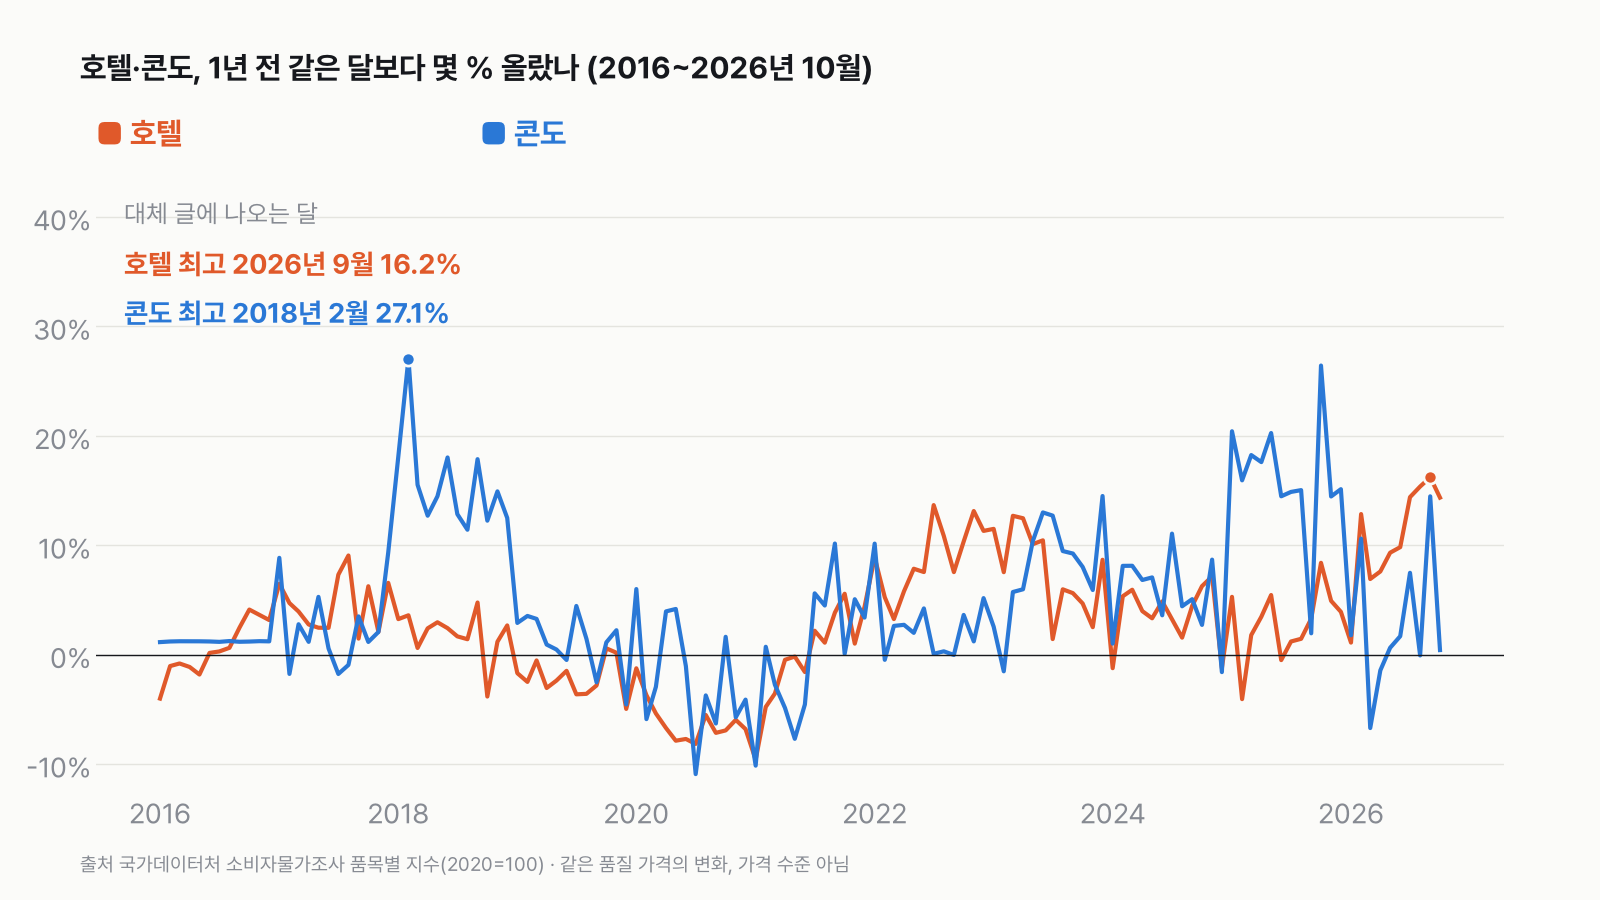 호텔·콘도, 1년 전 같은 달보다 몇 % 올랐나 (2016~2026년 10월)
호텔
콘도
대체 글에 나오는 달
호텔 최고 2026년 9월 16.2%
콘도 최고 2018년 2월 27.1%
40%
30%
20%
10%
0%
-10%
2016 2018 2020 2022 2024 2026
출처 국가데이터처 소비자물가조사 품목별 지수(2020=100) · 같은 품질 가격의 변화, 가격 수준 아님